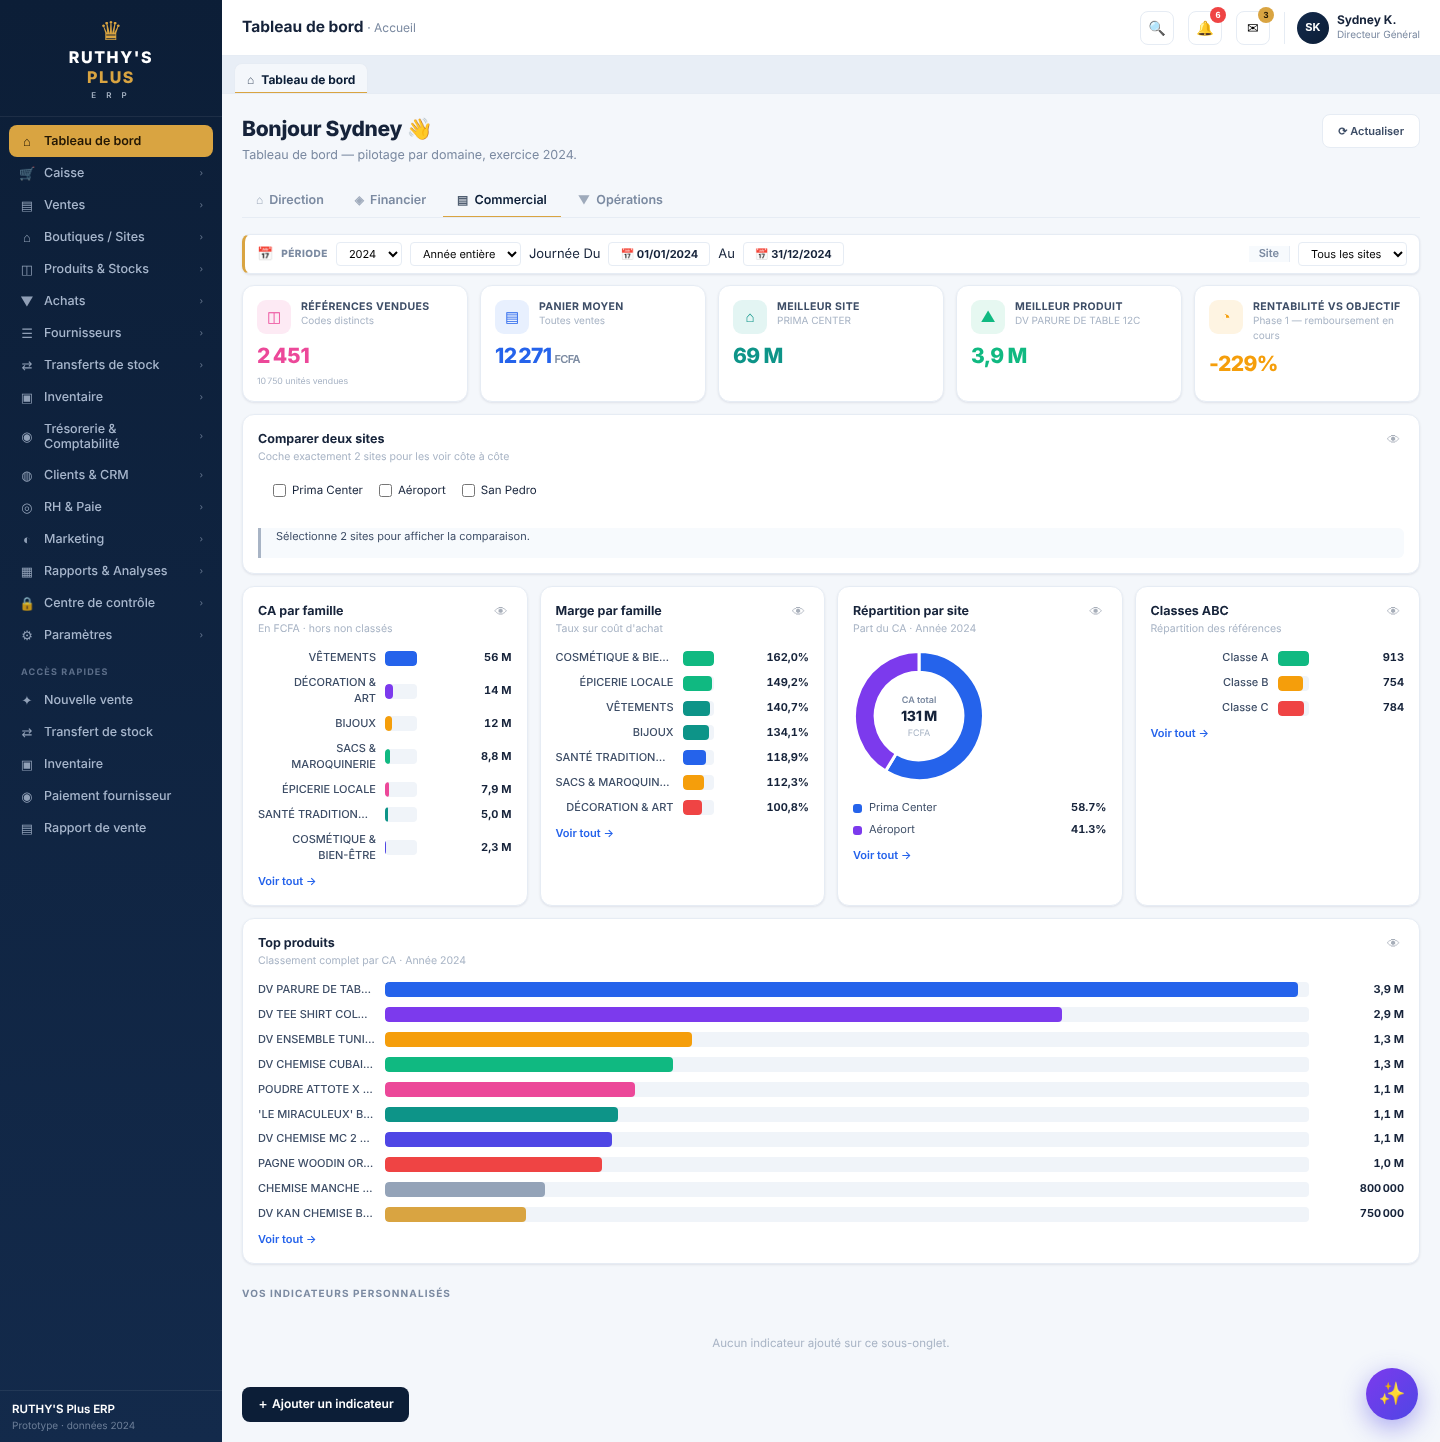 RUTHY'S
PLUS
E R P
Tableau de bord
Caisse
Ventes
Boutiques / Sites
Produits & Stocks
Achats
Fournisseurs
Transferts de stock
Inventaire
Trésorerie &
Comptabilité
Clients & CRM
RH & Paie
Marketing
Rapports & Analyses
Centre de contrôle
Paramètres
ACCÈS RAPIDES
Nouvelle vente
Transfert de stock
Inventaire
Paiement fournisseur
Rapport de vente
RUTHY'S Plus ERP
Prototype · données 2024
Tableau de bord · Accueil
6
3
SK
Sydney K.
Directeur Général
Tableau de bord
Bonjour Sydney 👋
Tableau de bord — pilotage par domaine, exercice 2024.
Actualiser
Direction
Financier
Commercial
Opérations
PÉRIODE 2024 Année entière Journée Du 01/01/2024 Au 31/12/2024 Site Tous les sites
RÉFÉRENCES VENDUES
Codes distincts
2 451
10 750 unités vendues
PANIER MOYEN
Toutes ventes
12 271 FCFA
MEILLEUR SITE
PRIMA CENTER
69 M
MEILLEUR PRODUIT
DV PARURE DE TABLE 12C
3,9 M
RENTABILITÉ VS OBJECTIF
Phase 1 — remboursement en
cours
-229%
Comparer deux sites
Coche exactement 2 sites pour les voir côte à côte
Prima Center Aéroport San Pedro
Sélectionne 2 sites pour afficher la comparaison.
CA par famille
En FCFA · hors non classés
VÊTEMENTS 56 M
DÉCORATION &
ART 14 M
BIJOUX 12 M
SACS &
MAROQUINERIE 8,8 M
ÉPICERIE LOCALE 7,9 M
SANTÉ TRADITION... 5,0 M
COSMÉTIQUE &
BIEN-ÊTRE 2,3 M
Voir tout →
Marge par famille
Taux sur coût d'achat
COSMÉTIQUE & BIE... 162,0%
ÉPICERIE LOCALE 149,2%
VÊTEMENTS 140,7%
BIJOUX 134,1%
SANTÉ TRADITION... 118,9%
SACS & MAROQUIN... 112,3%
DÉCORATION & ART 100,8%
Voir tout →
Répartition par site
Part du CA · Année 2024
CA total
131 M
FCFA
Prima Center 58.7%
Aéroport 41.3%
Voir tout →
Classes ABC
Répartition des références
Classe A 913
Classe B 754
Classe C 784
Voir tout →
Top produits
Classement complet par CA · Année 2024
DV PARURE DE TAB... 3,9 M
DV TEE SHIRT COL... 2,9 M
DV ENSEMBLE TUNI... 1,3 M
DV CHEMISE CUBAI... 1,3 M
POUDRE ATTOTE X ... 1,1 M
'LE MIRACULEUX' B... 1,1 M
DV CHEMISE MC 2 ... 1,1 M
PAGNE WOODIN OR... 1,0 M
CHEMISE MANCHE ... 800 000
DV KAN CHEMISE B... 750 000
Voir tout →
VOS INDICATEURS PERSONNALISÉS
Aucun indicateur ajouté sur ce sous-onglet.
+ Ajouter un indicateur